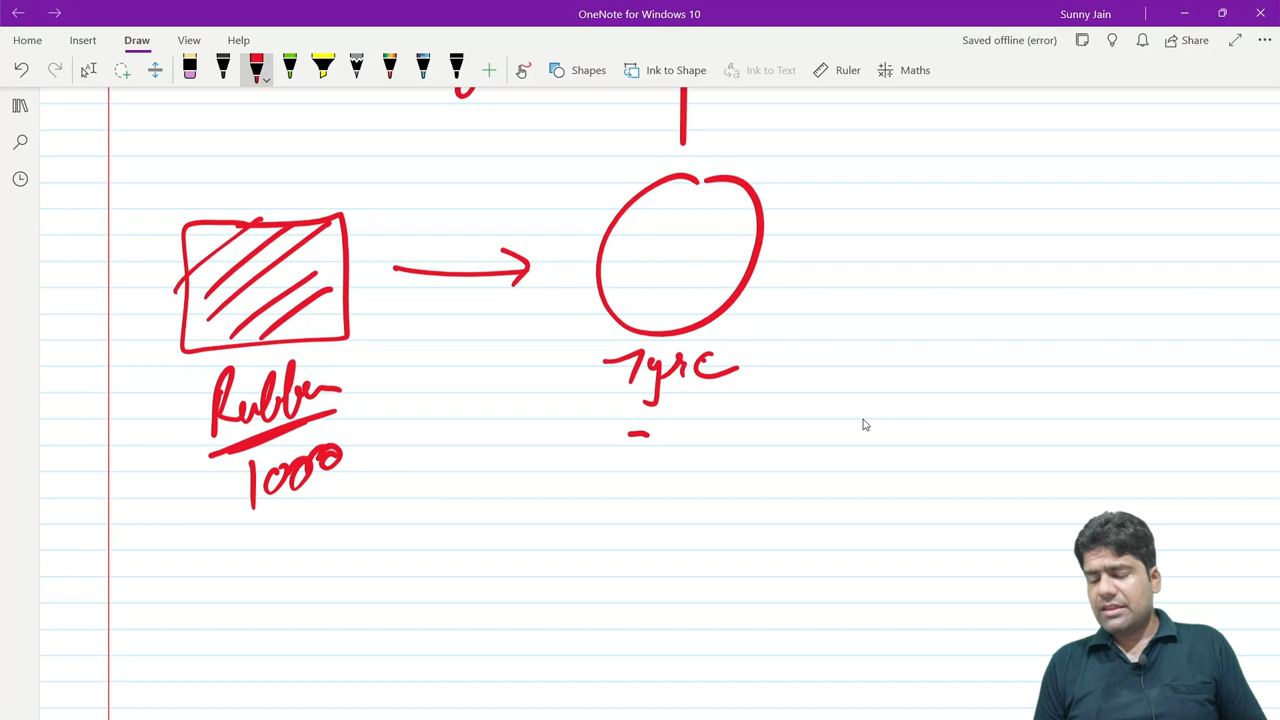 OneNote for Windows 10
Sunny Jain
Home Insert Draw View Help
Saved offline (error)
Share
Shapes
Ink to Shape
Ink to Text
Ruler
Maths
Rubber
1000
Tyre